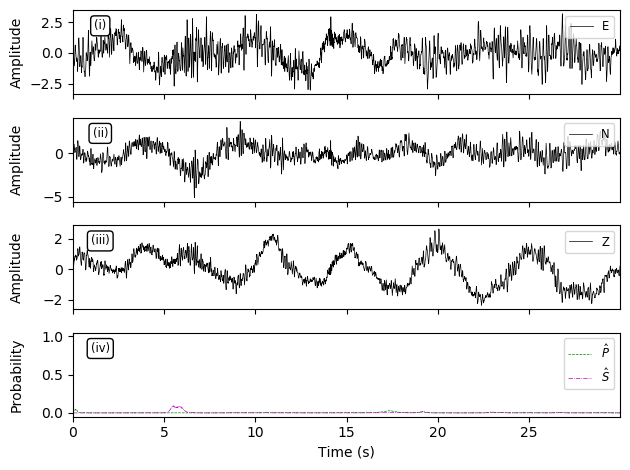 Amplitude
2.5
0.0
−2.5
(i)
E
Amplitude
0
−5
(ii)
N
Amplitude
2
0
−2
(iii)
Z
Probability
1.0
0.5
0.0
(iv)
P̂
Ŝ
0 5 10 15 20 25
Time (s)